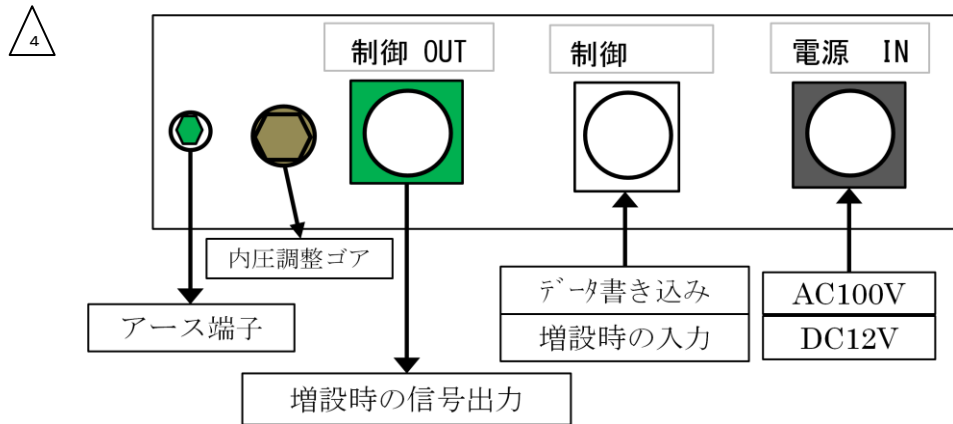 4
制御 OUT
制御
電源 IN
内圧調整ゴア
データ書き込み
AC100V
アース端子
増設時の入力
DC12V
増設時の信号出力